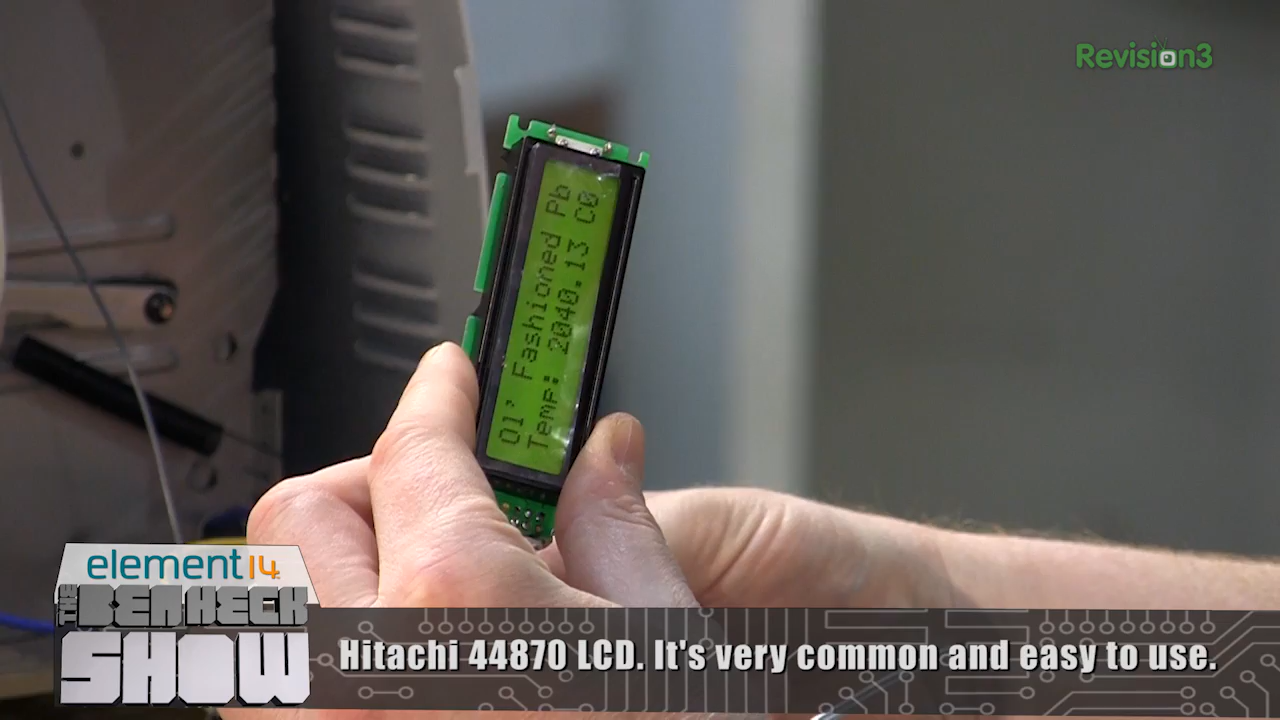 Revision3
Ol' Fashioned Pb
Temp: 2040.13 C0
element14
THE
BEN HECK
SHOW
Hitachi 44870 LCD. It's very common and easy to use.